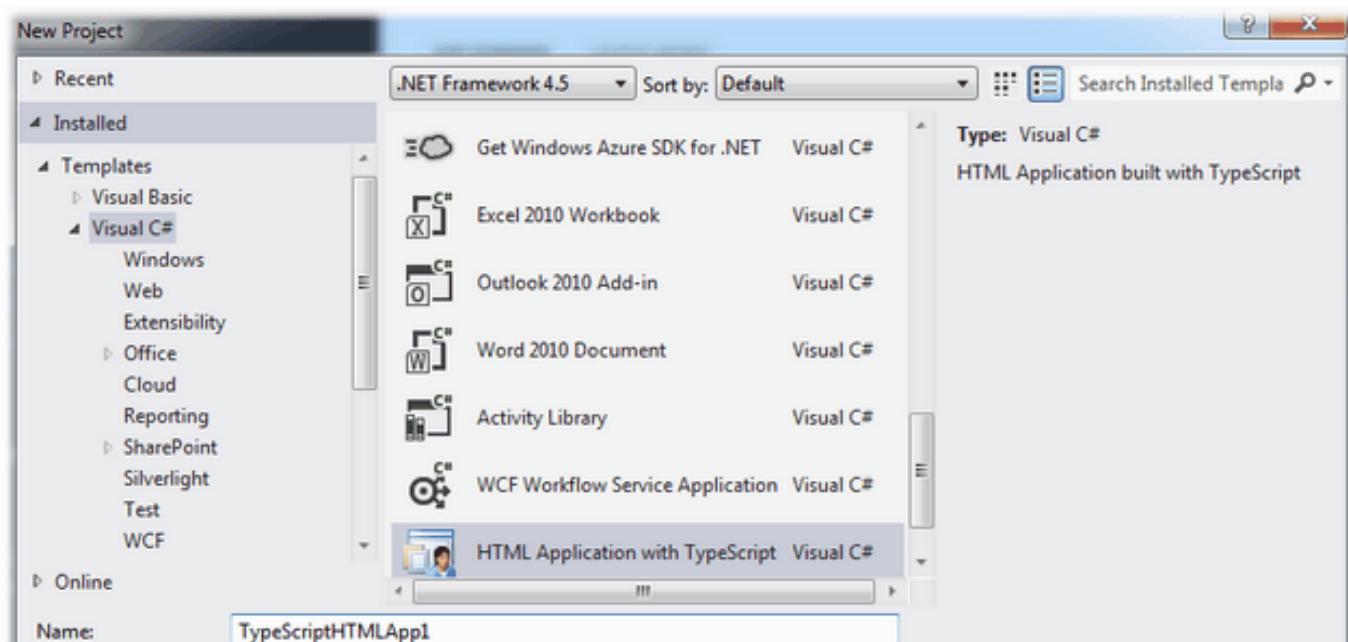 New Project
Recent
.NET Framework 4.5 Sort by: Default Search Installed Templa
Installed
Templates
Visual Basic
Visual C#
Windows
Web
Extensibility
Office
Cloud
Reporting
SharePoint
Silverlight
Test
WCF
Online
Get Windows Azure SDK for .NET Visual C#
Excel 2010 Workbook Visual C#
Outlook 2010 Add-in Visual C#
Word 2010 Document Visual C#
Activity Library Visual C#
WCF Workflow Service Application Visual C#
HTML Application with TypeScript Visual C#
Type: Visual C#
HTML Application built with TypeScript
Name: TypeScriptHTMLApp1